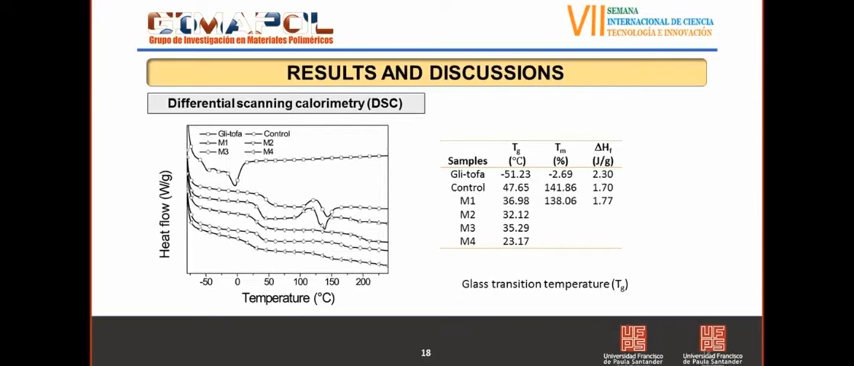 GIMAPOL
Grupo de Investigación en Materiales Poliméricos
VII SEMANA
INTERNACIONAL DE CIENCIA
TECNOLOGÍA E INNOVACIÓN
RESULTS AND DISCUSSIONS
Differential scanning calorimetry (DSC)
Gli-tofa Control
M1 M2
M3 M4
Heat flow (W/g)
-50 0 50 100 150 200
Temperature (°C)
Samples Tg (°C) Tm (%) ΔHf (J/g)
Gli-tofa -51.23 -2.69 2.30
Control 47.65 141.86 1.70
M1 36.98 138.06 1.77
M2 32.12
M3 35.29
M4 23.17
Glass transition temperature (Tg)
18
UFPS
Universidad Francisco
de Paula Santander
UFPS
Universidad Francisco
de Paula Santander